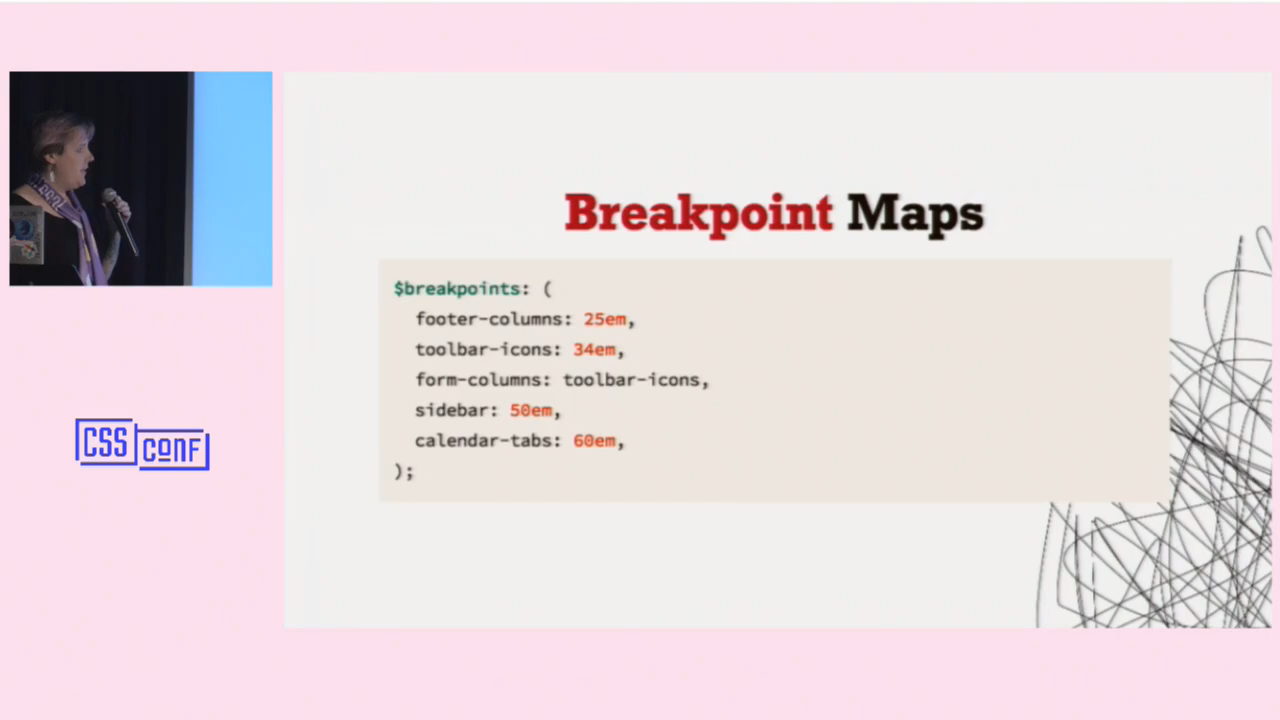 Breakpoint Maps
$breakpoints: (
footer-columns: 25em,
toolbar-icons: 34em,
form-columns: toolbar-icons,
sidebar: 50em,
calendar-tabs: 60em,
);
CSS
CONF